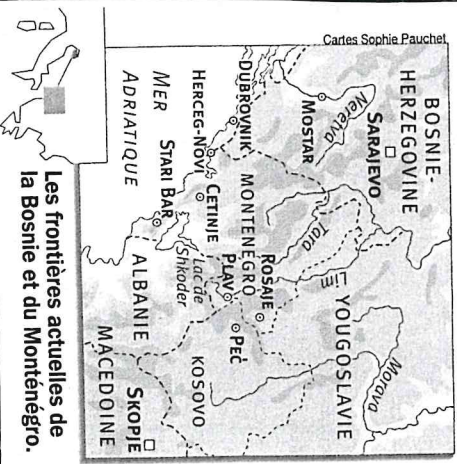 Cartes Sophie Pauchet
BOSNIE-
HERZEGOVINE
SARAJEVO
Neretva
MOSTAR
DUBROVNIK
HERCEG-NOVI
CETINJE
STARI BAR
MER
ADRIATIQUE
MONTENEGRO
Tara
Lim
ROSAJE
PLAV
PEĆ
Lac de
Shkoder
YOUGOSLAVIE
Morava
KOSOVO
ALBANIE
SKOPJE
MACEDOINE
Les frontières actuelles de
la Bosnie et du Monténégro.